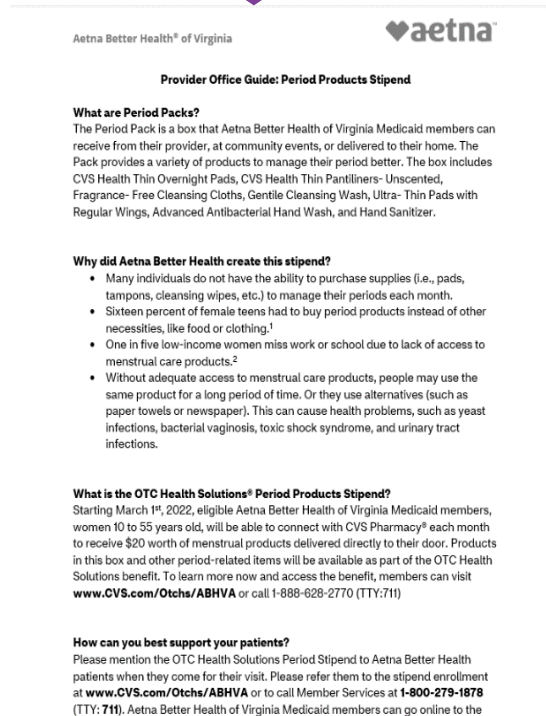 Aetna Better Health® of Virginia
aetna™
Provider Office Guide: Period Products Stipend
What are Period Packs?
The Period Pack is a box that Aetna Better Health of Virginia Medicaid members can
receive from their provider, at community events, or delivered to their home. The
Pack provides a variety of products to manage their period better. The box includes
CVS Health Thin Overnight Pads, CVS Health Thin Pantiliners- Unscented,
Fragrance- Free Cleansing Cloths, Gentile Cleansing Wash, Ultra- Thin Pads with
Regular Wings, Advanced Antibacterial Hand Wash, and Hand Sanitizer.
Why did Aetna Better Health create this stipend?
• Many individuals do not have the ability to purchase supplies (i.e., pads,
tampons, cleansing wipes, etc.) to manage their periods each month.
• Sixteen percent of female teens had to buy period products instead of other
necessities, like food or clothing.¹
• One in five low-income women miss work or school due to lack of access to
menstrual care products.²
• Without adequate access to menstrual care products, people may use the
same product for a long period of time. Or they use alternatives (such as
paper towels or newspaper). This can cause health problems, such as yeast
infections, bacterial vaginosis, toxic shock syndrome, and urinary tract
infections.
What is the OTC Health Solutions® Period Products Stipend?
Starting March 1st, 2022, eligible Aetna Better Health of Virginia Medicaid members,
women 10 to 55 years old, will be able to connect with CVS Pharmacy® each month
to receive $20 worth of menstrual products delivered directly to their door. Products
in this box and other period-related items will be available as part of the OTC Health
Solutions benefit. To learn more now and access the benefit, members can visit
www.CVS.com/Otchs/ABHVA or call 1-888-628-2770 (TTY:711)
How can you best support your patients?
Please mention the OTC Health Solutions Period Stipend to Aetna Better Health
patients when they come for their visit. Please refer them to the stipend enrollment
at www.CVS.com/Otchs/ABHVA or to call Member Services at 1-800-279-1878
(TTY: 711). Aetna Better Health of Virginia Medicaid members can go online to the